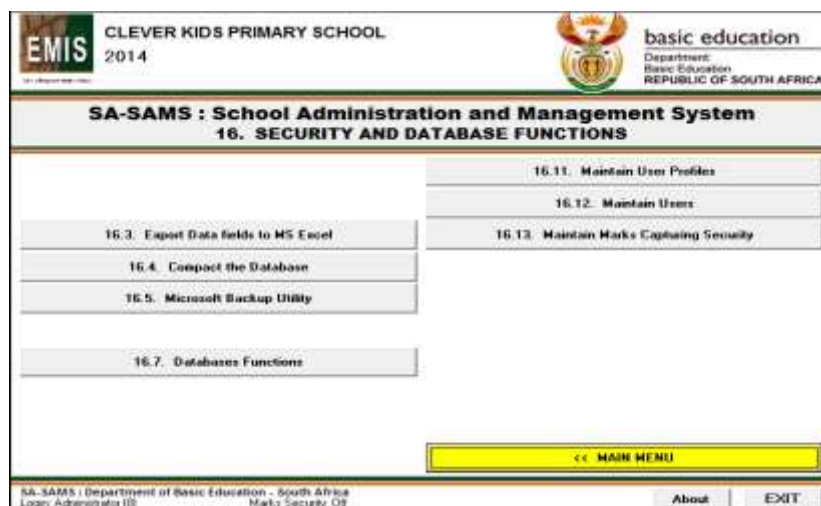 EMIS
CLEVER KIDS PRIMARY SCHOOL
2014
basic education
Department:
Basic Education
REPUBLIC OF SOUTH AFRICA
SA-SAMS : School Administration and Management System
16. SECURITY AND DATABASE FUNCTIONS
16.3. Export Data fields to MS Excel
16.4. Compact the Database
16.5. Microsoft Backup Utility
16.7. Databases Functions
16.11. Maintain User Profiles
16.12. Maintain Users
16.13. Maintain Marks Capturing Security
<< MAIN MENU
SA-SAMS : Department of Basic Education - South Africa
Login: Administrator Marks Security: Off
About
EXIT